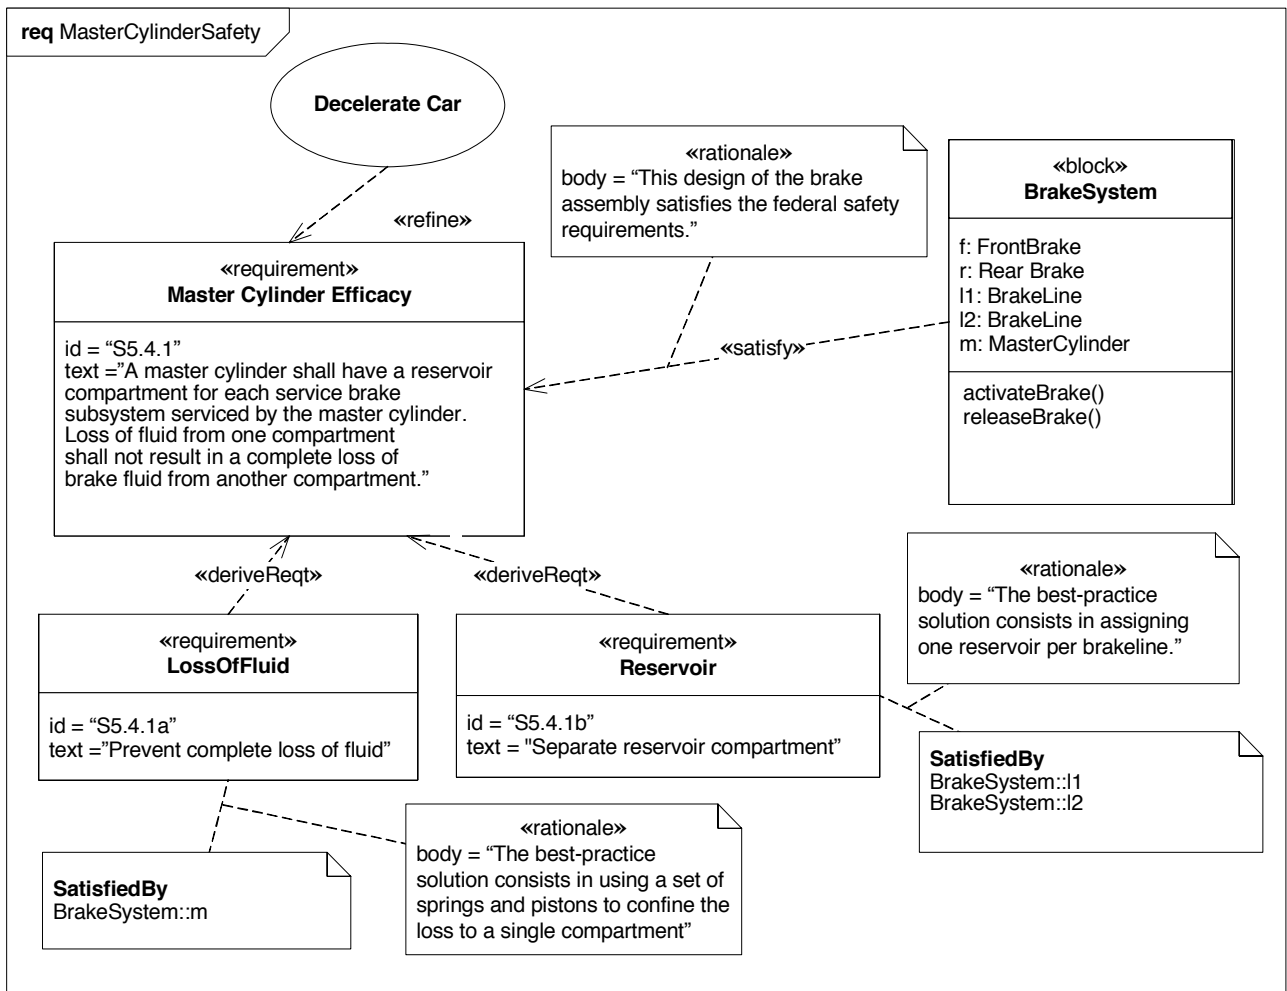 req MasterCylinderSafety
Decelerate Car
«refine»
«rationale»
body = “This design of the brake
assembly satisfies the federal safety
requirements.”
«block»
BrakeSystem
f: FrontBrake
r: Rear Brake
l1: BrakeLine
l2: BrakeLine
m: MasterCylinder
activateBrake()
releaseBrake()
«satisfy»
«requirement»
Master Cylinder Efficacy
id = “S5.4.1”
text =”A master cylinder shall have a reservoir
compartment for each service brake
subsystem serviced by the master cylinder.
Loss of fluid from one compartment
shall not result in a complete loss of
brake fluid from another compartment.”
«deriveReqt»
«deriveReqt»
«requirement»
LossOfFluid
id = “S5.4.1a”
text =”Prevent complete loss of fluid”
«requirement»
Reservoir
id = “S5.4.1b”
text = "Separate reservoir compartment”
«rationale»
body = “The best-practice
solution consists in assigning
one reservoir per brakeline.”
SatisfiedBy
BrakeSystem::l1
BrakeSystem::l2
SatisfiedBy
BrakeSystem::m
«rationale»
body = “The best-practice
solution consists in using a set of
springs and pistons to confine the
loss to a single compartment”